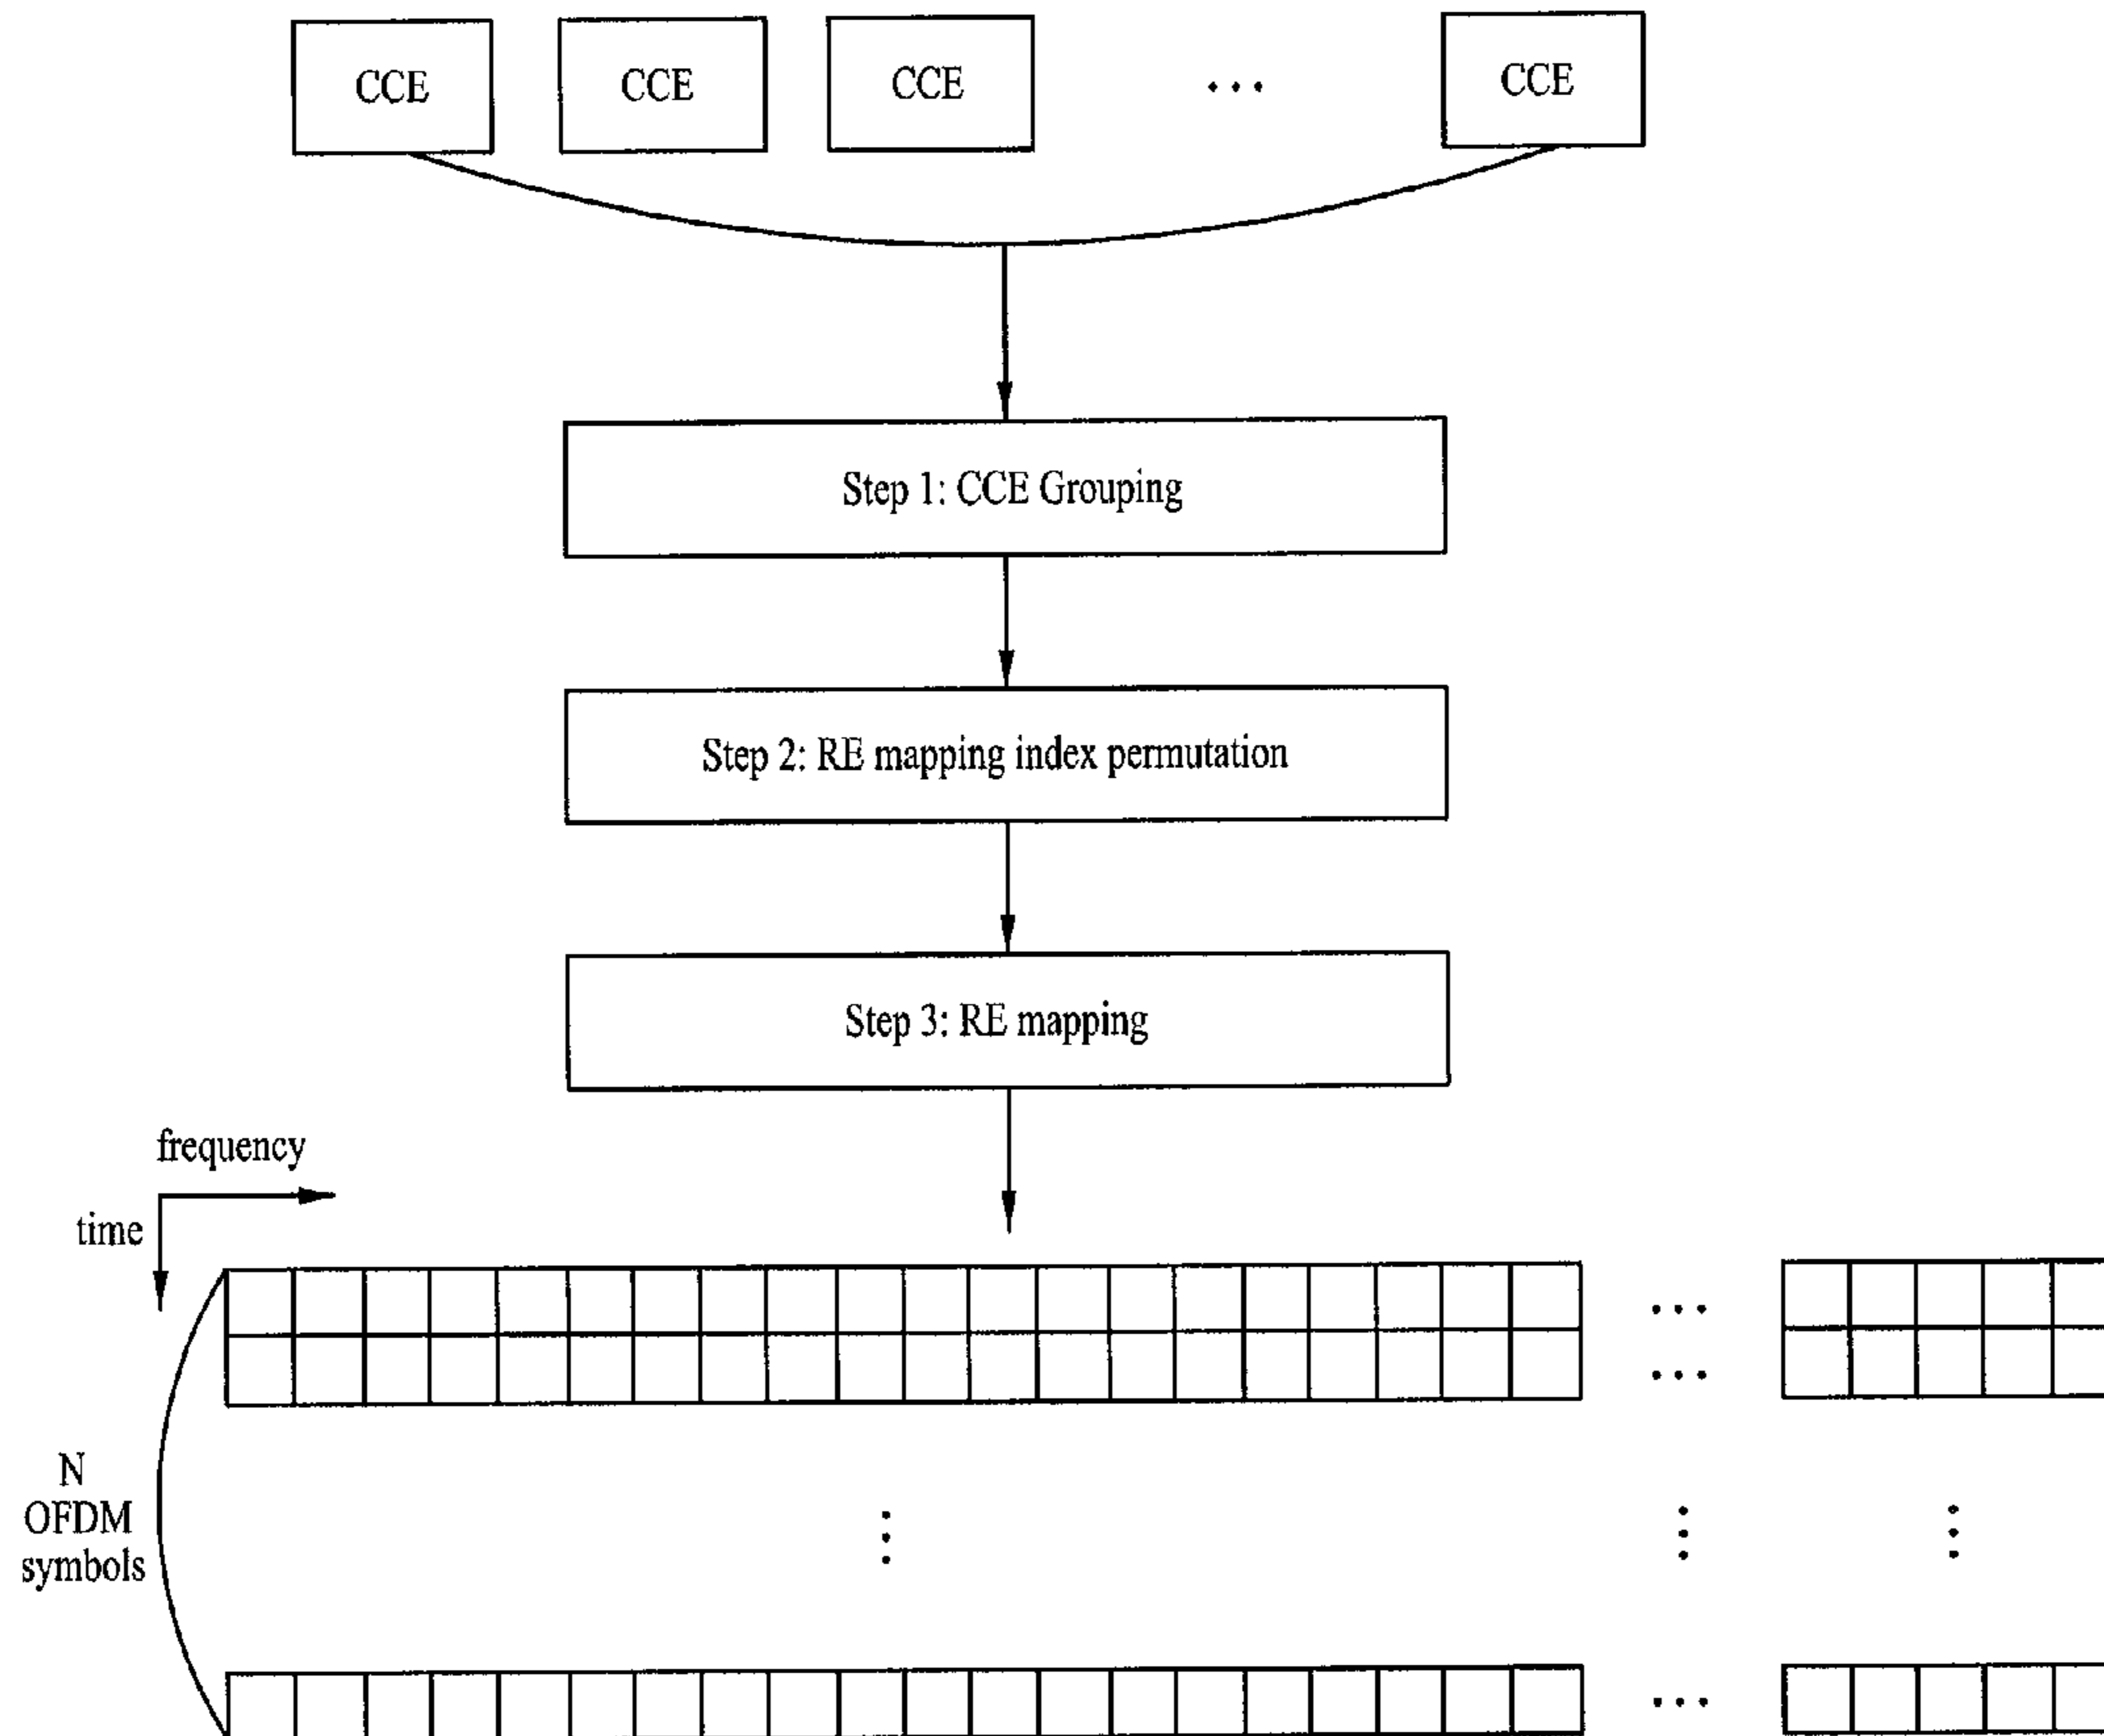 CCE CCE CCE ... CCE
Step 1: CCE Grouping
Step 2: RE mapping index permutation
Step 3: RE mapping
frequency
time
...
...
N
OFDM
symbols
...